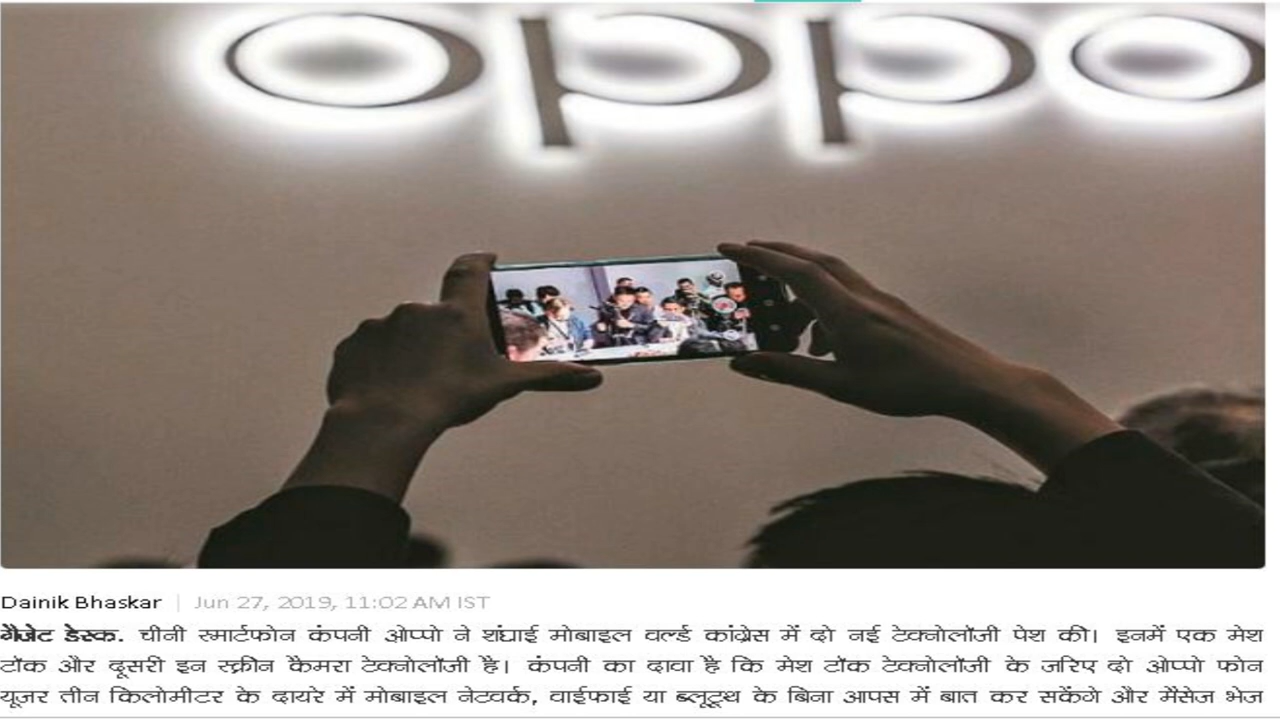 oppo
Dainik Bhaskar | Jun 27, 2019, 11:02 AM IST
गैजेट डेस्क. चीनी स्मार्टफोन कंपनी ओप्पो ने शंघाई मोबाइल वर्ल्ड कांग्रेस में दो नई टेक्नोलॉजी पेश की। इनमें एक मेश
टॉक और दूसरी इन स्क्रीन कैमरा टेक्नोलॉजी है। कंपनी का दावा है कि मेश टॉक टेक्नोलॉजी के जरिए दो ओप्पो फोन
यूजर तीन किलोमीटर के दायरे में मोबाइल नेटवर्क, वाईफाई या ब्लूटूथ के बिना आपस में बात कर सकेंगे और मैसेज भेज